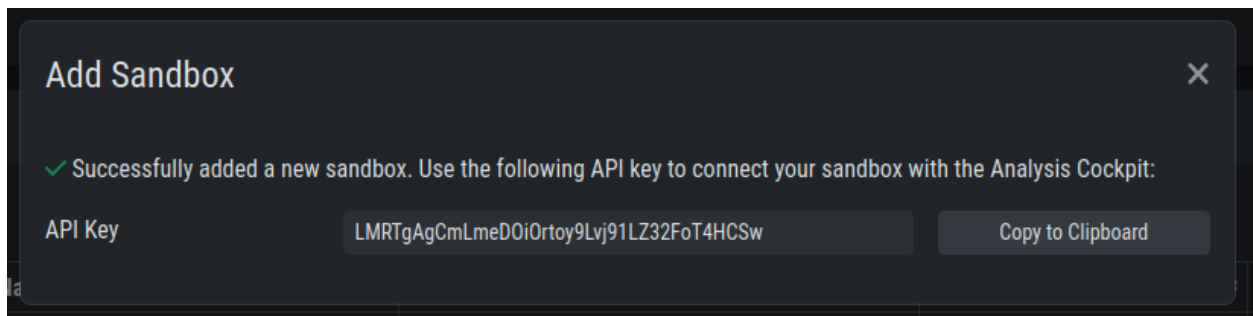 Add Sandbox
Successfully added a new sandbox. Use the following API key to connect your sandbox with the Analysis Cockpit:
API Key
LMRTgAgCmLmeDOiOrtoy9Lvj91LZ32FoT4HCSw
Copy to Clipboard